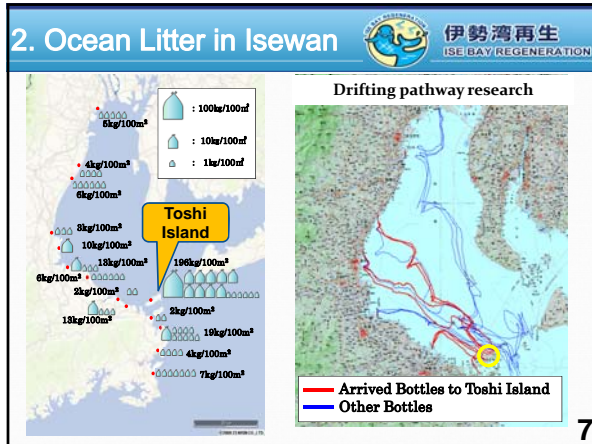 2. Ocean Litter in Isewan
伊勢湾再生
ISE BAY REGENERATION
: 100kg/100㎡
: 10kg/100㎡
: 1kg/100㎡
5kg/100m²
4kg/100m²
6kg/100m²
3kg/100m²
10kg/100m²
13kg/100m²
6kg/100m²
2kg/100m²
13kg/100m²
Toshi
Island
196kg/100m²
2kg/100m²
19kg/100m²
4kg/100m²
7kg/100m²
Drifting pathway research
Arrived Bottles to Toshi Island
Other Bottles
7